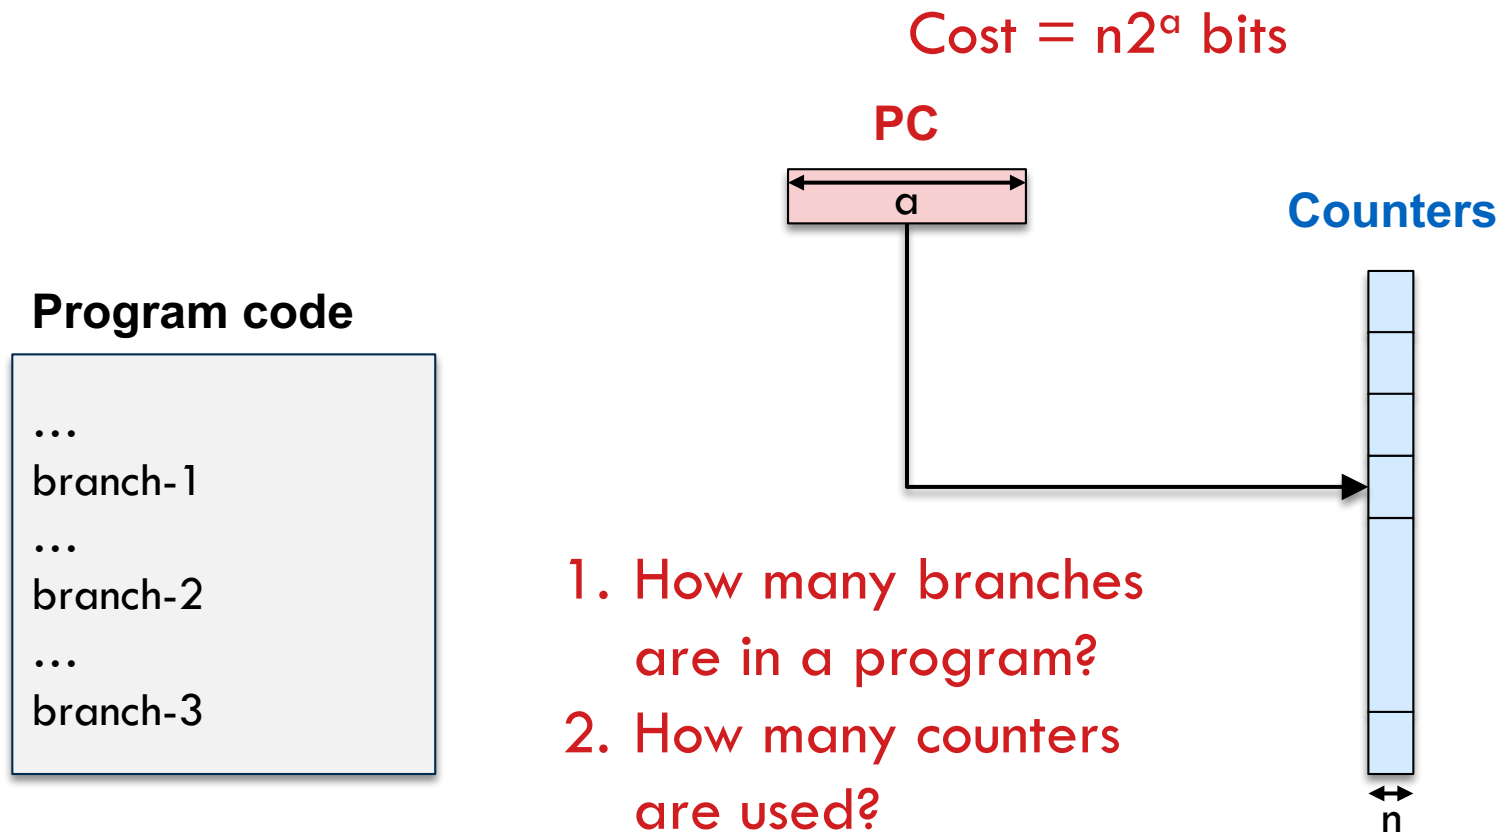 Cost = n2ᵃ bits
PC
a
Counters
Program code
…
branch-1
…
branch-2
…
branch-3
1. How many branches
are in a program?
2. How many counters
are used?
n